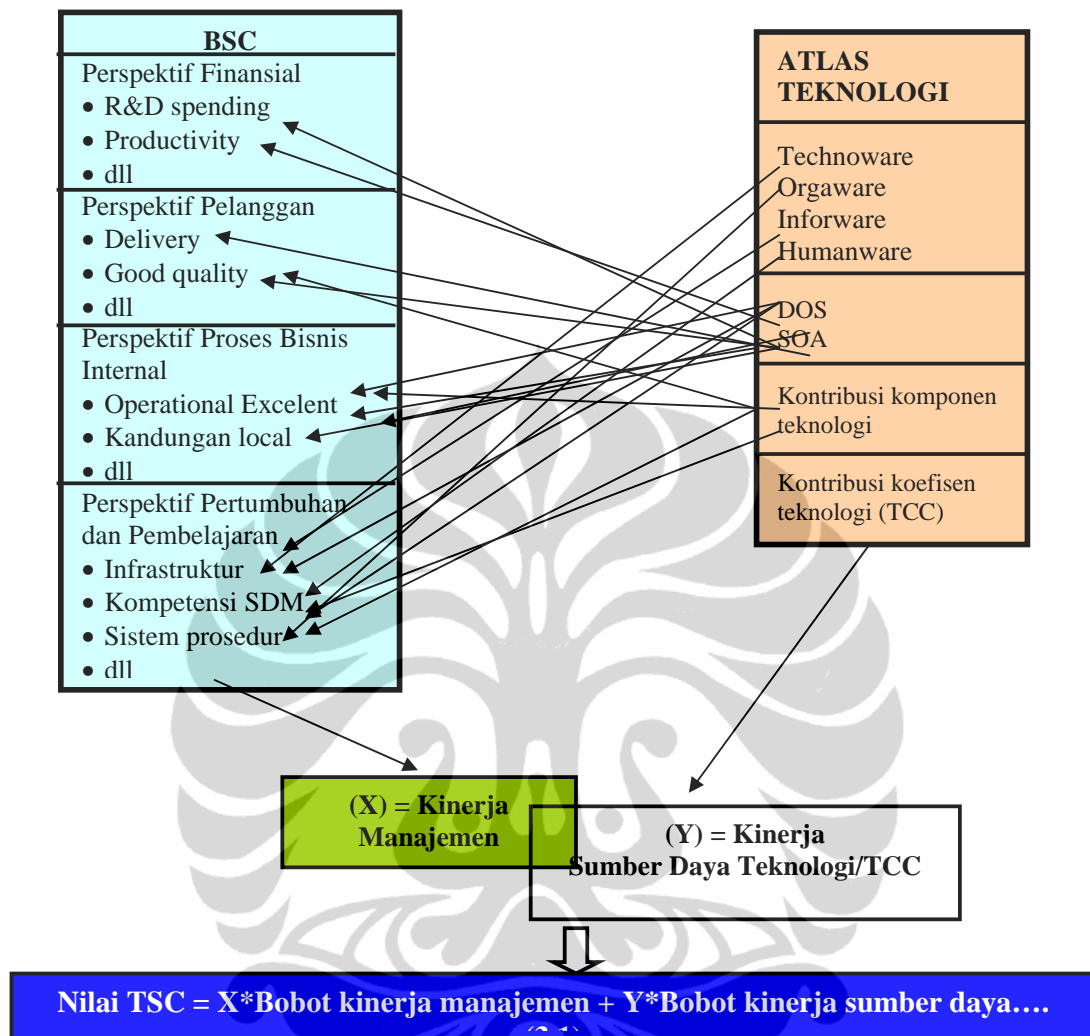 BSC
Perspektif Finansial
• R&D spending
• Productivity
• dll
Perspektif Pelanggan
• Delivery
• Good quality
• dll
Perspektif Proses Bisnis
Internal
• Operational Excelent
• Kandungan local
• dll
Perspektif Pertumbuhan
dan Pembelajaran
• Infrastruktur
• Kompetensi SDM
• Sistem prosedur
• dll
ATLAS
TEKNOLOGI
Technoware
Orgaware
Inforware
Humanware
DOS
SOA
Kontribusi komponen
teknologi
Kontribusi koefisen
teknologi (TCC)
(X) = Kinerja
Manajemen
(Y) = Kinerja
Sumber Daya Teknologi/TCC
Nilai TSC = X*Bobot kinerja manajemen + Y*Bobot kinerja sumber daya….